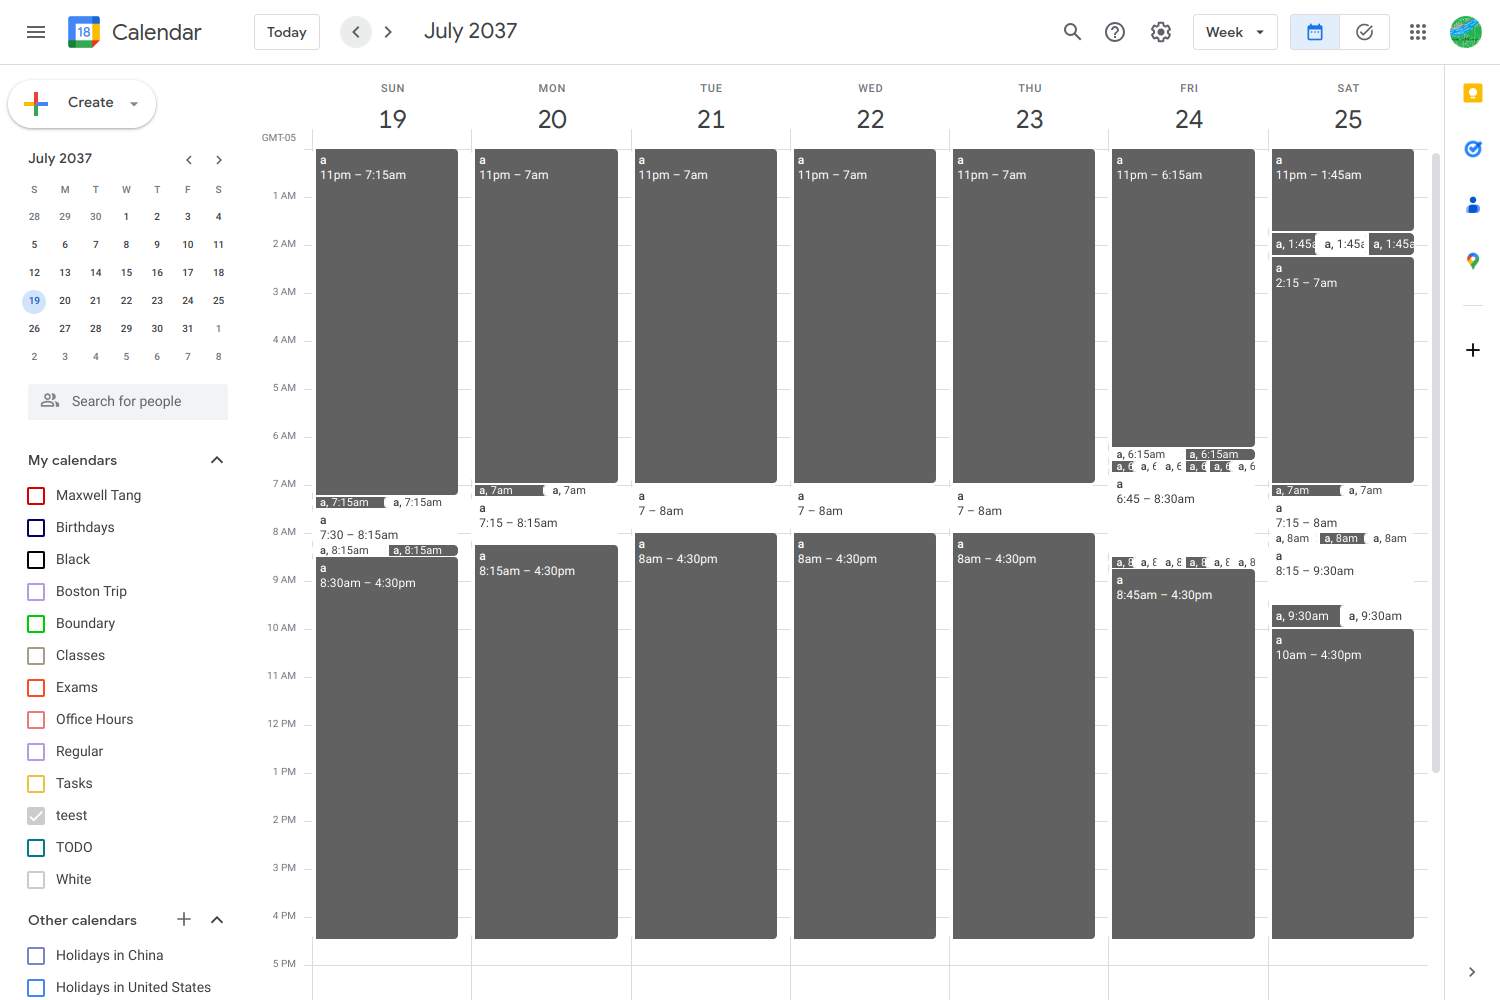 18 Calendar
Today
July 2037
Week
Create
July 2037
S M T W T F S
28 29 30 1 2 3 4
5 6 7 8 9 10 11
12 13 14 15 16 17 18
19 20 21 22 23 24 25
26 27 28 29 30 31 1
2 3 4 5 6 7 8
Search for people
My calendars
Maxwell Tang
Birthdays
Black
Boston Trip
Boundary
Classes
Exams
Office Hours
Regular
Tasks
teest
TODO
White
Other calendars
Holidays in China
Holidays in United States
GMT-05
1 AM
2 AM
3 AM
4 AM
5 AM
6 AM
7 AM
8 AM
9 AM
10 AM
11 AM
12 PM
1 PM
2 PM
3 PM
4 PM
5 PM
SUN
19
a
11pm – 7:15am
a, 7:15am
a, 7:15am
a
7:30 – 8:15am
a, 8:15am
a, 8:15am
a
8:30am – 4:30pm
MON
20
a
11pm – 7am
a, 7am
a, 7am
a
7:15 – 8:15am
a
8:15am – 4:30pm
TUE
21
a
11pm – 7am
a
7 – 8am
a
8am – 4:30pm
WED
22
a
11pm – 7am
a
7 – 8am
a
8am – 4:30pm
THU
23
a
11pm – 7am
a
7 – 8am
a
8am – 4:30pm
FRI
24
a
11pm – 6:15am
a, 6:15am
a, 6:15am
a, 6
a, 6
a, 6
a, 6
a, 6
a, 6
a
6:45 – 8:30am
a, 8
a, 8
a, 8
a, 8
a, 8
a, 8
a
8:45am – 4:30pm
SAT
25
a
11pm – 1:45am
a, 1:45a
a, 1:45a
a, 1:45a
a
2:15 – 7am
a, 7am
a, 7am
a
7:15 – 8am
a, 8am
a, 8am
a, 8am
a
8:15 – 9:30am
a, 9:30am
a, 9:30am
a
10am – 4:30pm